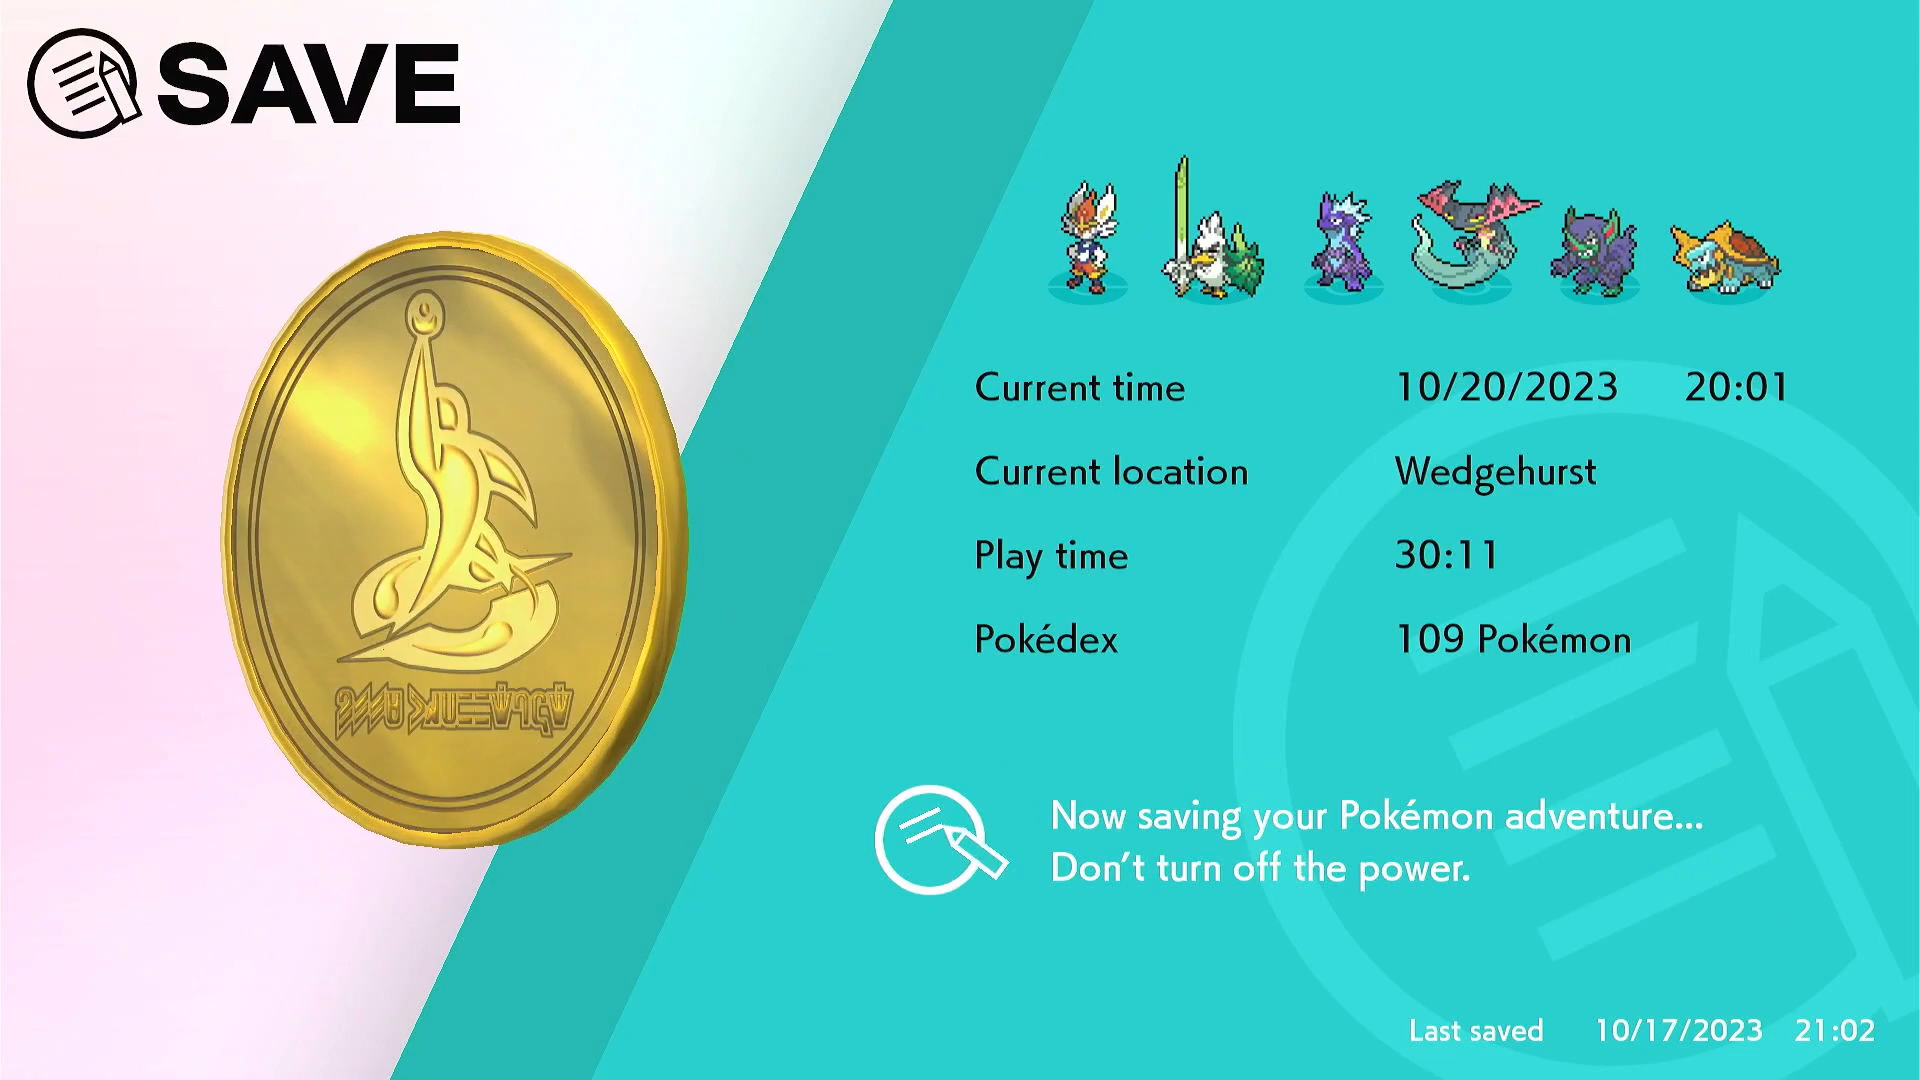 SAVE
Current time 10/20/2023 20:01
Current location Wedgehurst
Play time 30:11
Pokédex 109 Pokémon
Now saving your Pokémon adventure...
Don't turn off the power.
Last saved 10/17/2023 21:02